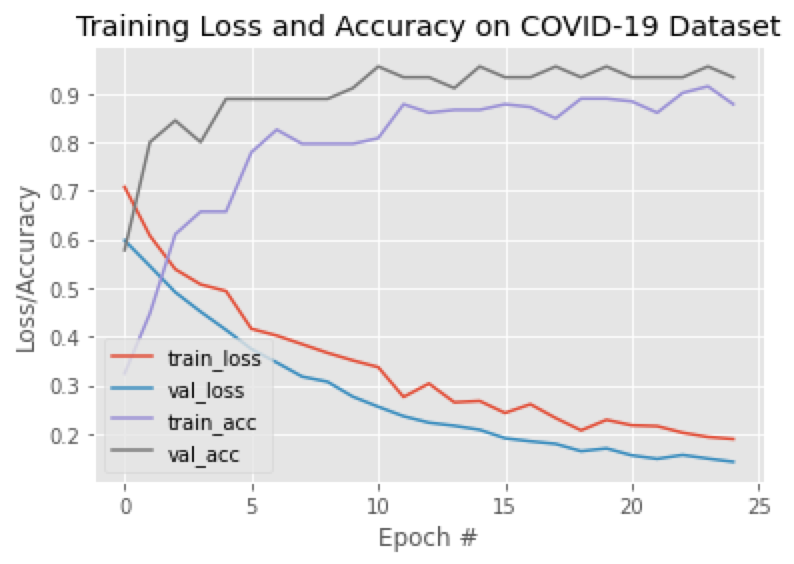 Training Loss and Accuracy on COVID-19 Dataset
0.9
0.8
0.7
0.6
0.5
0.4
0.3
0.2
Loss/Accuracy
train_loss
val_loss
train_acc
val_acc
0 5 10 15 20 25
Epoch #